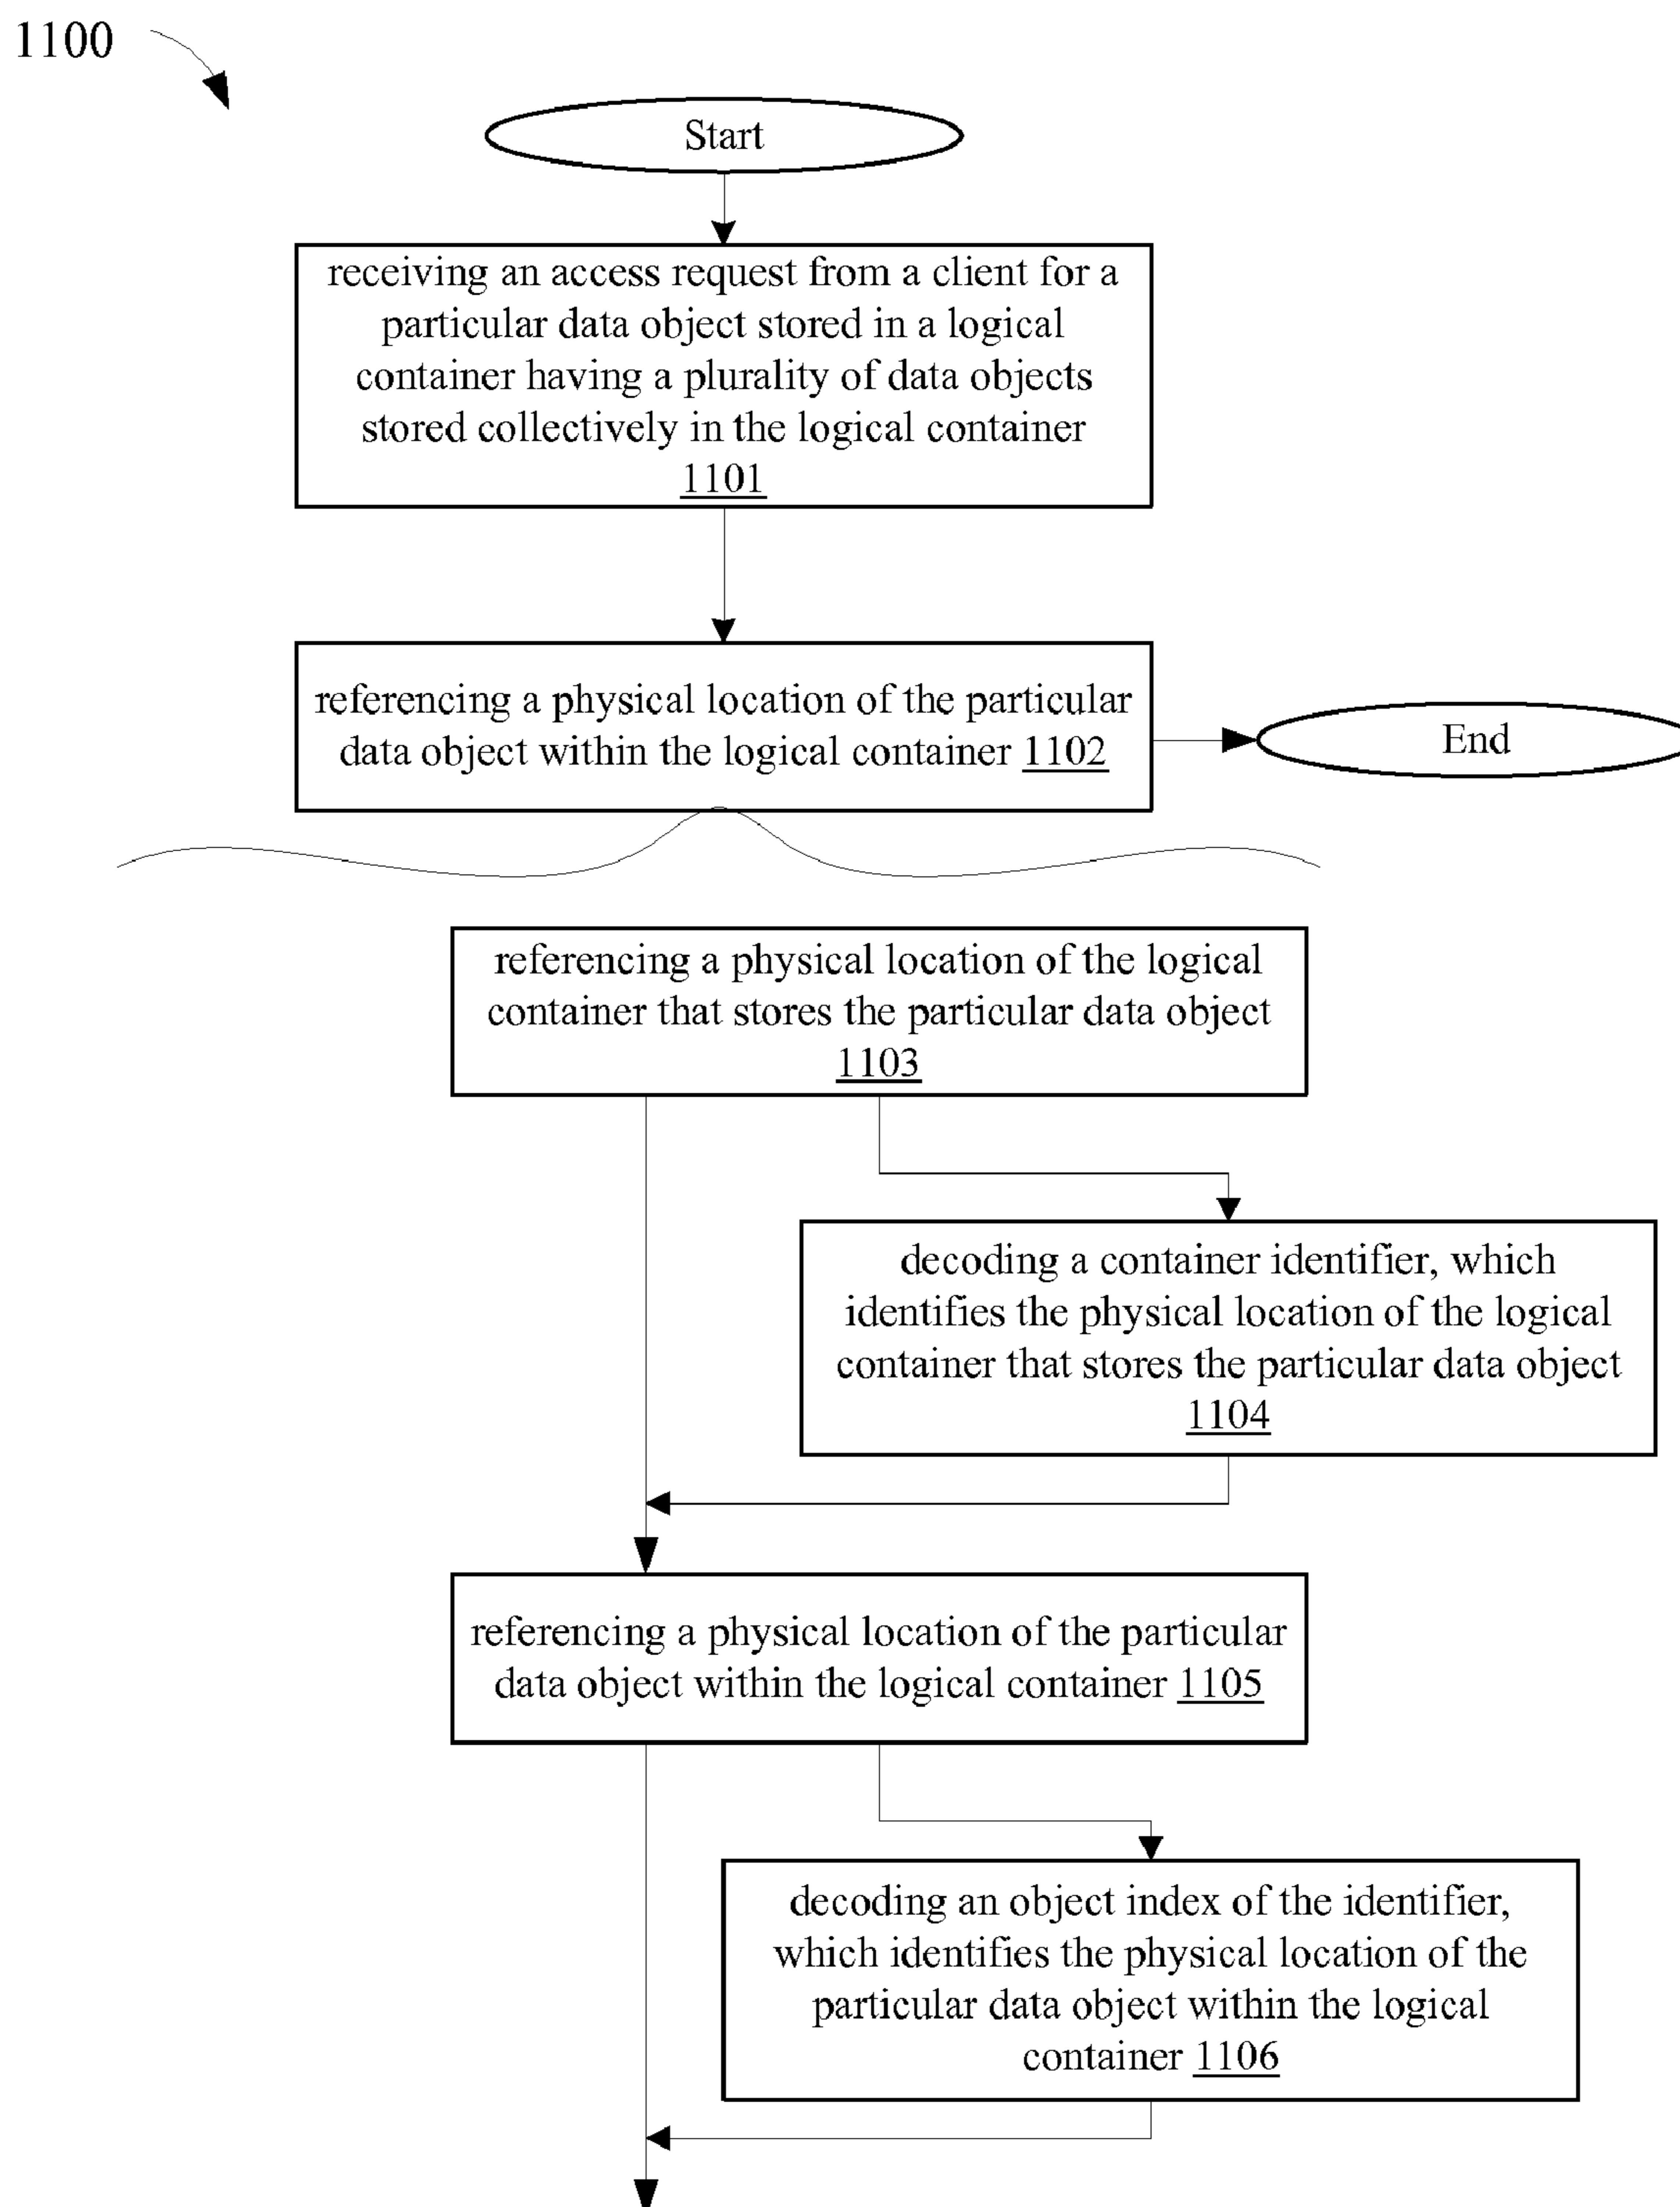 1100
Start
receiving an access request from a client for a
particular data object stored in a logical
container having a plurality of data objects
stored collectively in the logical container
1101
referencing a physical location of the particular
data object within the logical container 1102
End
referencing a physical location of the logical
container that stores the particular data object
1103
decoding a container identifier, which
identifies the physical location of the logical
container that stores the particular data object
1104
referencing a physical location of the particular
data object within the logical container 1105
decoding an object index of the identifier,
which identifies the physical location of the
particular data object within the logical
container 1106